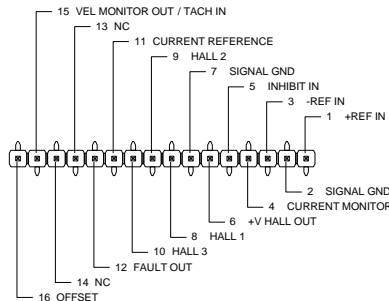 15 VEL MONITOR OUT / TACH IN
13 NC
11 CURRENT REFERENCE
9 HALL 2
7 SIGNAL GND
5 INHIBIT IN
3 -REF IN
1 +REF IN
2 SIGNAL GND
4 CURRENT MONITOR
6 +V HALL OUT
8 HALL 1
10 HALL 3
12 FAULT OUT
14 NC
16 OFFSET